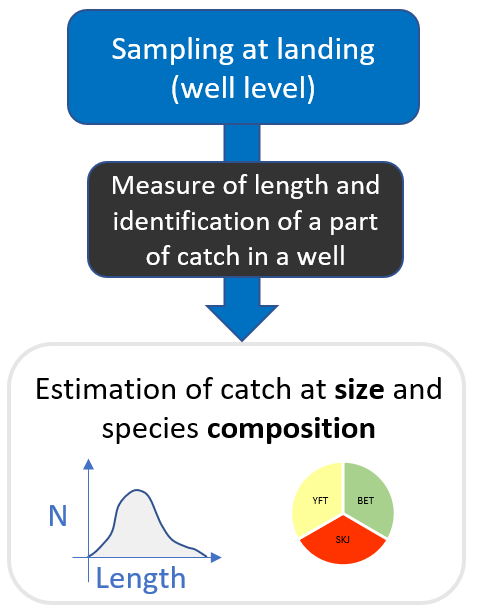 Sampling at landing
(well level)
Measure of length and
identification of a part
of catch in a well
Estimation of catch at size and
species composition
N
Length
YFT
BET
SKJ